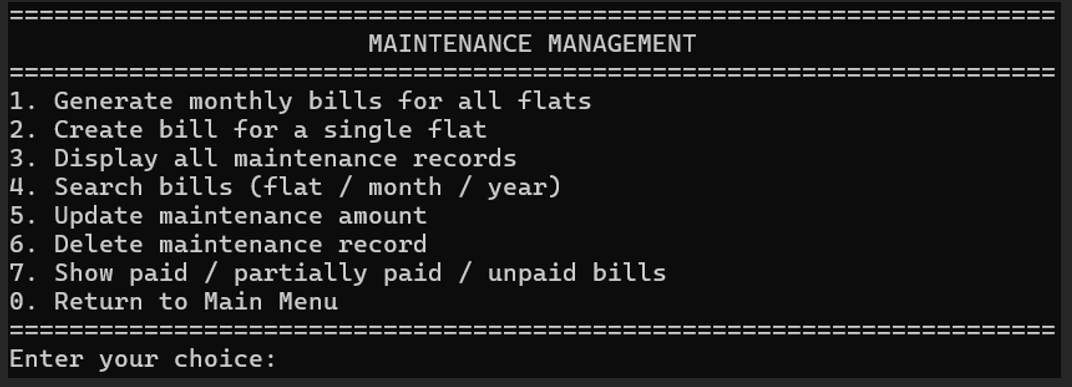 ======================================================================
MAINTENANCE MANAGEMENT
======================================================================
1. Generate monthly bills for all flats
2. Create bill for a single flat
3. Display all maintenance records
4. Search bills (flat / month / year)
5. Update maintenance amount
6. Delete maintenance record
7. Show paid / partially paid / unpaid bills
0. Return to Main Menu
======================================================================
Enter your choice: